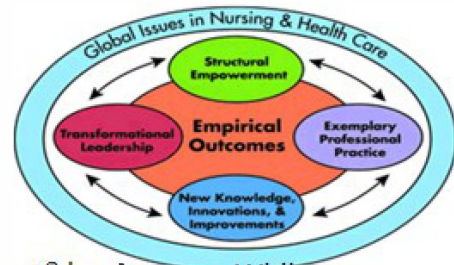 Global Issues in Nursing & Health Care
Structural
Empowerment
Transformational
Leadership
Empirical
Outcomes
Exemplary
Professional
Practice
New Knowledge,
Innovations, &
Improvements